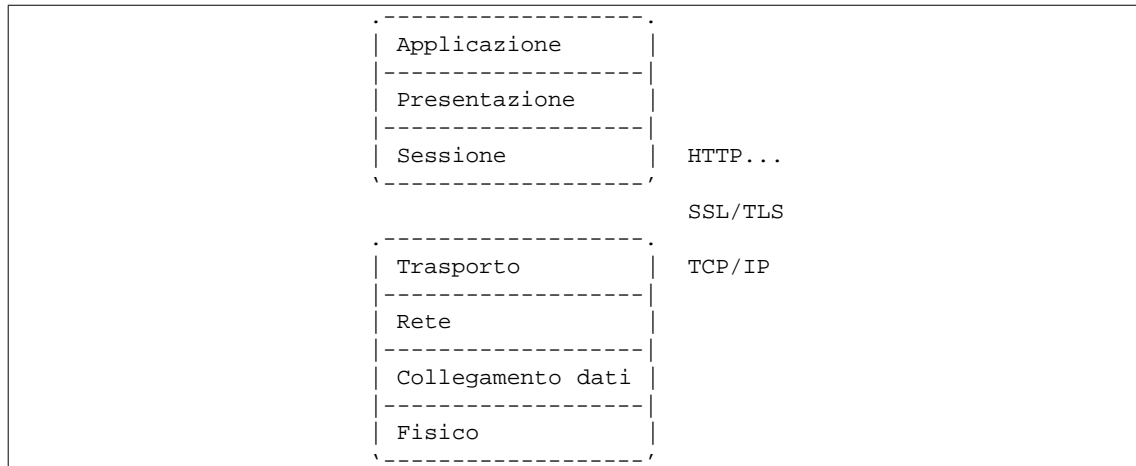 Applicazione
Presentazione
Sessione HTTP...
SSL/TLS
Trasporto TCP/IP
Rete
Collegamento dati
Fisico